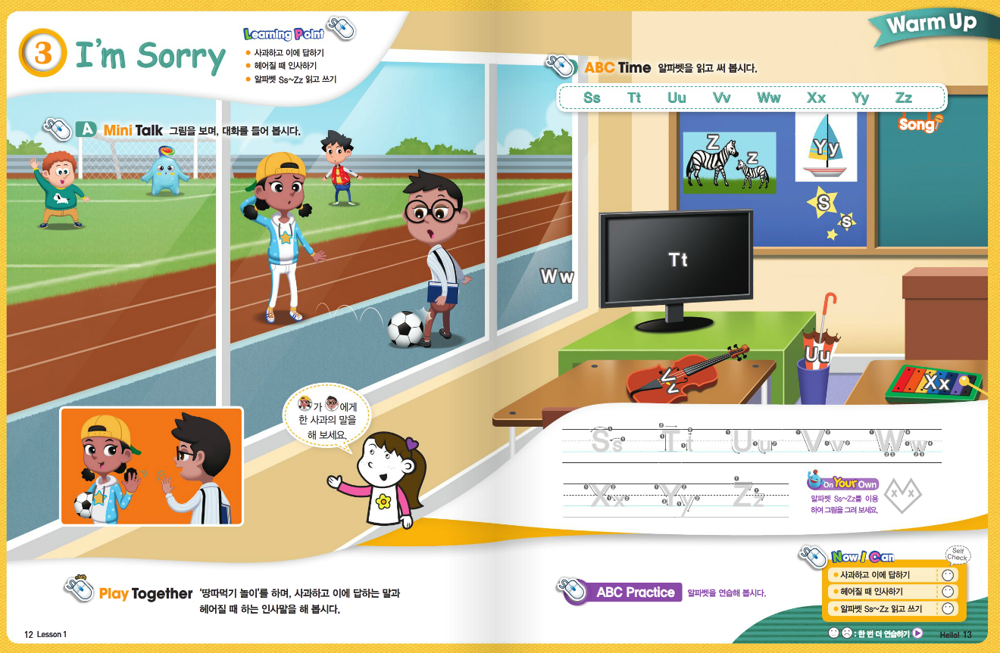 3 I'm Sorry
Learning Point
사과하고 이에 답하기
헤어질 때 인사하기
알파벳 Ss~Zz 읽고 쓰기
A Mini Talk 그림을 보며, 대화를 들어 봅시다.
가 에게
한 사과의 말을
해 보세요.
Play Together '땅따먹기 놀이'를 하며, 사과하고 이에 답하는 말과
헤어질 때 하는 인사말을 해 봅시다.
12 Lesson 1
Warm Up
ABC Time 알파벳을 읽고 써 봅시다.
Ss Tt Uu Vv Ww Xx Yy Zz
Song
Z
z
Y y
S
s
Tt
W w
V
v
Uu
Xx
Ss Tt Uu Vv Ww
Xx Yy Zz
On Your Own
알파벳 Ss~Zz를 이용
하여 그림을 그려 보세요.
x x
ABC Practice 알파벳을 연습해 봅시다.
Now I Can
Self
Check
사과하고 이에 답하기
헤어질 때 인사하기
알파벳 Ss~Zz 읽고 쓰기
: 한 번 더 연습하기
Hello! 13